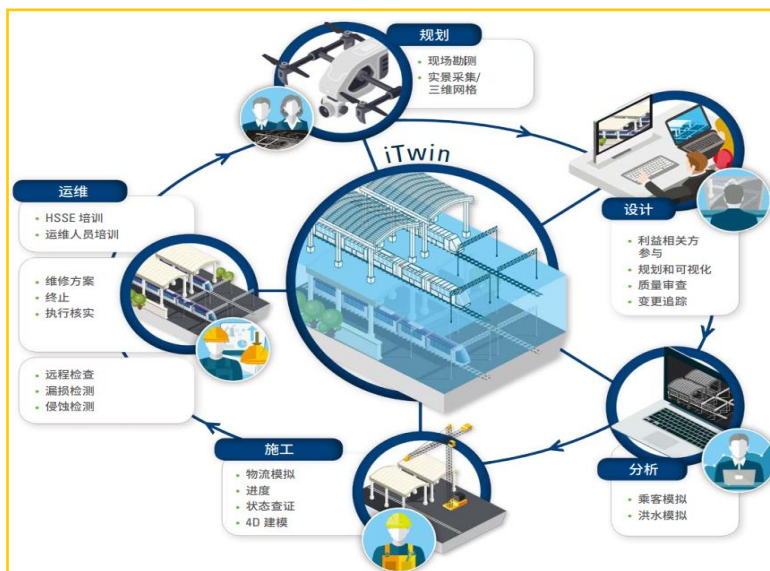 规划
现场勘测
实景采集/
三维网格
iTwin
运维
HSSE 培训
运维人员培训
维修方案
终止
执行核实
远程检查
漏损检测
侵蚀检测
设计
利益相关方
参与
规划和可视化
质量审查
变更追踪
施工
物流模拟
进度
状态查证
4D 建模
分析
乘客模拟
洪水模拟